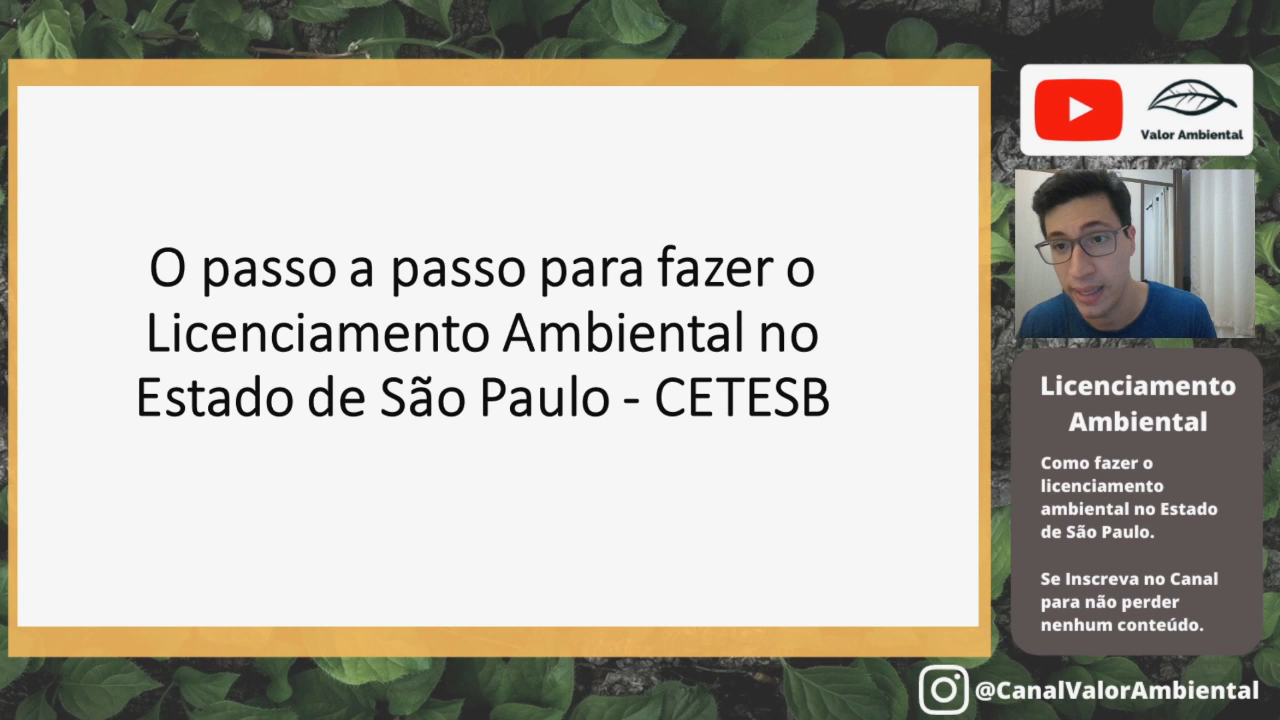 O passo a passo para fazer o
Licenciamento Ambiental no
Estado de São Paulo - CETESB
Valor Ambiental
Licenciamento
Ambiental
Como fazer o
licenciamento
ambiental no Estado
de São Paulo.
Se Inscreva no Canal
para não perder
nenhum conteúdo.
@CanalValorAmbiental